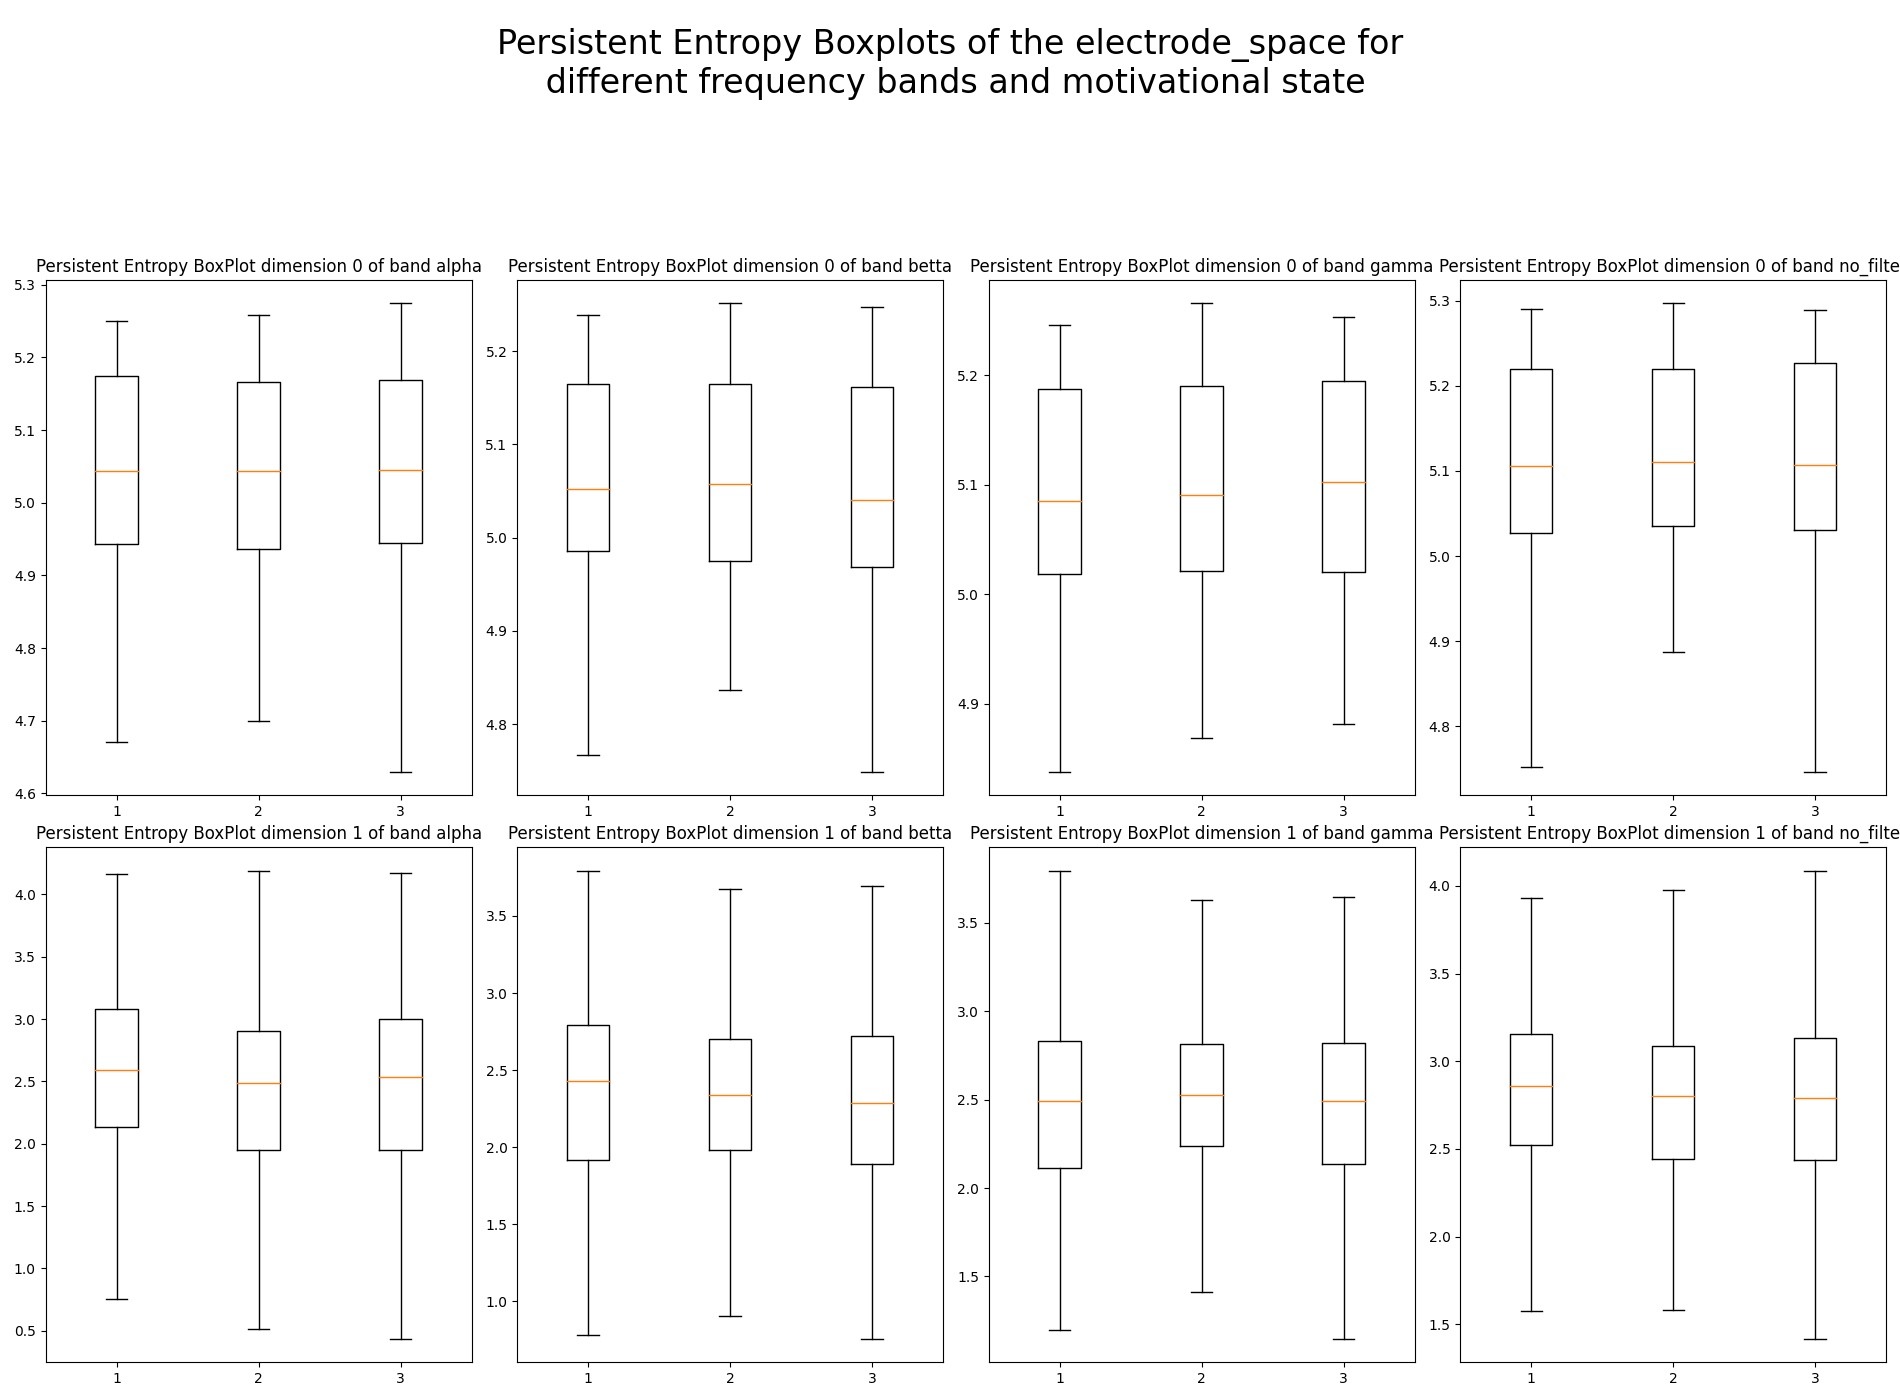 Persistent Entropy Boxplots of the electrode_space for
different frequency bands and motivational state
Persistent Entropy BoxPlot dimension 0 of band alpha
5.3
5.2
5.1
5.0
4.9
4.8
4.7
4.6
1 2 3
Persistent Entropy BoxPlot dimension 0 of band betta
5.2
5.1
5.0
4.9
4.8
1 2 3
Persistent Entropy BoxPlot dimension 0 of band gamma
5.2
5.1
5.0
4.9
1 2 3
Persistent Entropy BoxPlot dimension 0 of band no_filte
5.3
5.2
5.1
5.0
4.9
4.8
1 2 3
Persistent Entropy BoxPlot dimension 1 of band alpha
4.0
3.5
3.0
2.5
2.0
1.5
1.0
0.5
1 2 3
Persistent Entropy BoxPlot dimension 1 of band betta
3.5
3.0
2.5
2.0
1.5
1.0
1 2 3
Persistent Entropy BoxPlot dimension 1 of band gamma
3.5
3.0
2.5
2.0
1.5
1 2 3
Persistent Entropy BoxPlot dimension 1 of band no_filte
4.0
3.5
3.0
2.5
2.0
1.5
1 2 3